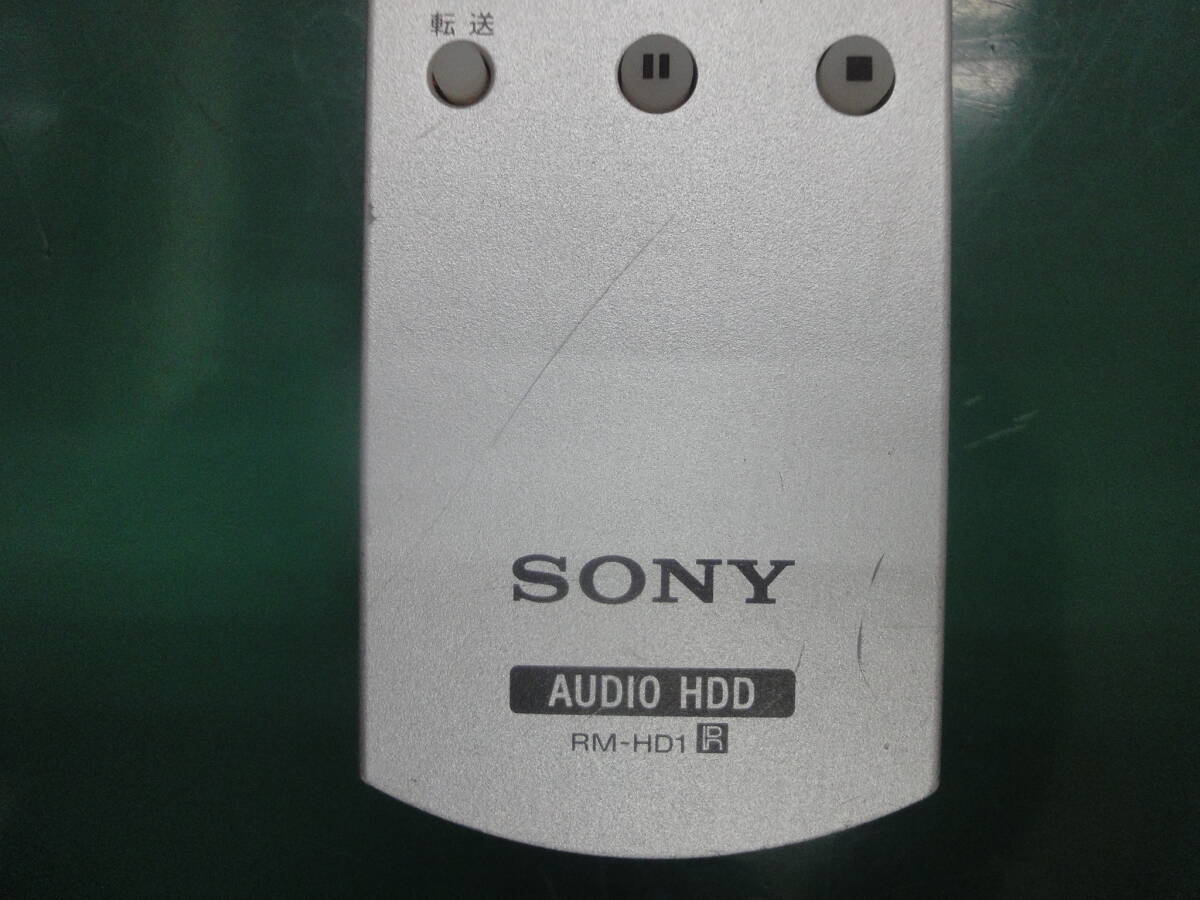 転送
SONY
AUDIO HDD
RM-HD1 R